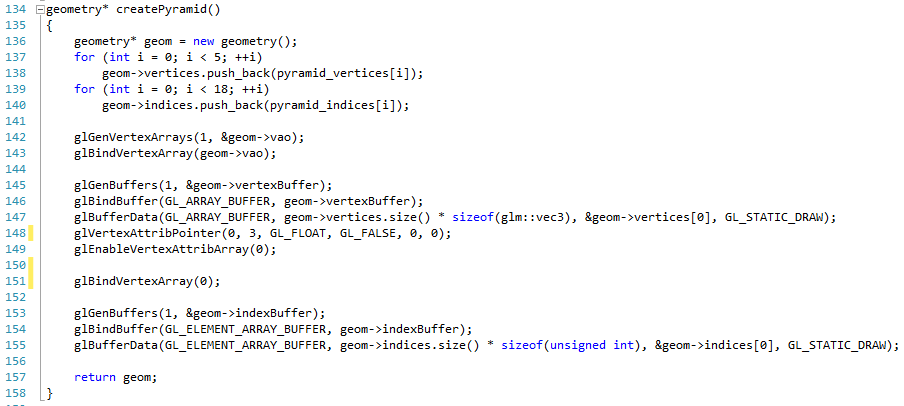 134 geometry* createPyramid()
135 {
136     geometry* geom = new geometry();
137     for (int i = 0; i < 5; ++i)
138         geom->vertices.push_back(pyramid_vertices[i]);
139     for (int i = 0; i < 18; ++i)
140         geom->indices.push_back(pyramid_indices[i]);
141
142     glGenVertexArrays(1, &geom->vao);
143     glBindVertexArray(geom->vao);
144
145     glGenBuffers(1, &geom->vertexBuffer);
146     glBindBuffer(GL_ARRAY_BUFFER, geom->vertexBuffer);
147     glBufferData(GL_ARRAY_BUFFER, geom->vertices.size() * sizeof(glm::vec3), &geom->vertices[0], GL_STATIC_DRAW);
148     glVertexAttribPointer(0, 3, GL_FLOAT, GL_FALSE, 0, 0);
149     glEnableVertexAttribArray(0);
150
151     glBindVertexArray(0);
152
153     glGenBuffers(1, &geom->indexBuffer);
154     glBindBuffer(GL_ELEMENT_ARRAY_BUFFER, geom->indexBuffer);
155     glBufferData(GL_ELEMENT_ARRAY_BUFFER, geom->indices.size() * sizeof(unsigned int), &geom->indices[0], GL_STATIC_DRAW);
156
157     return geom;
158 }